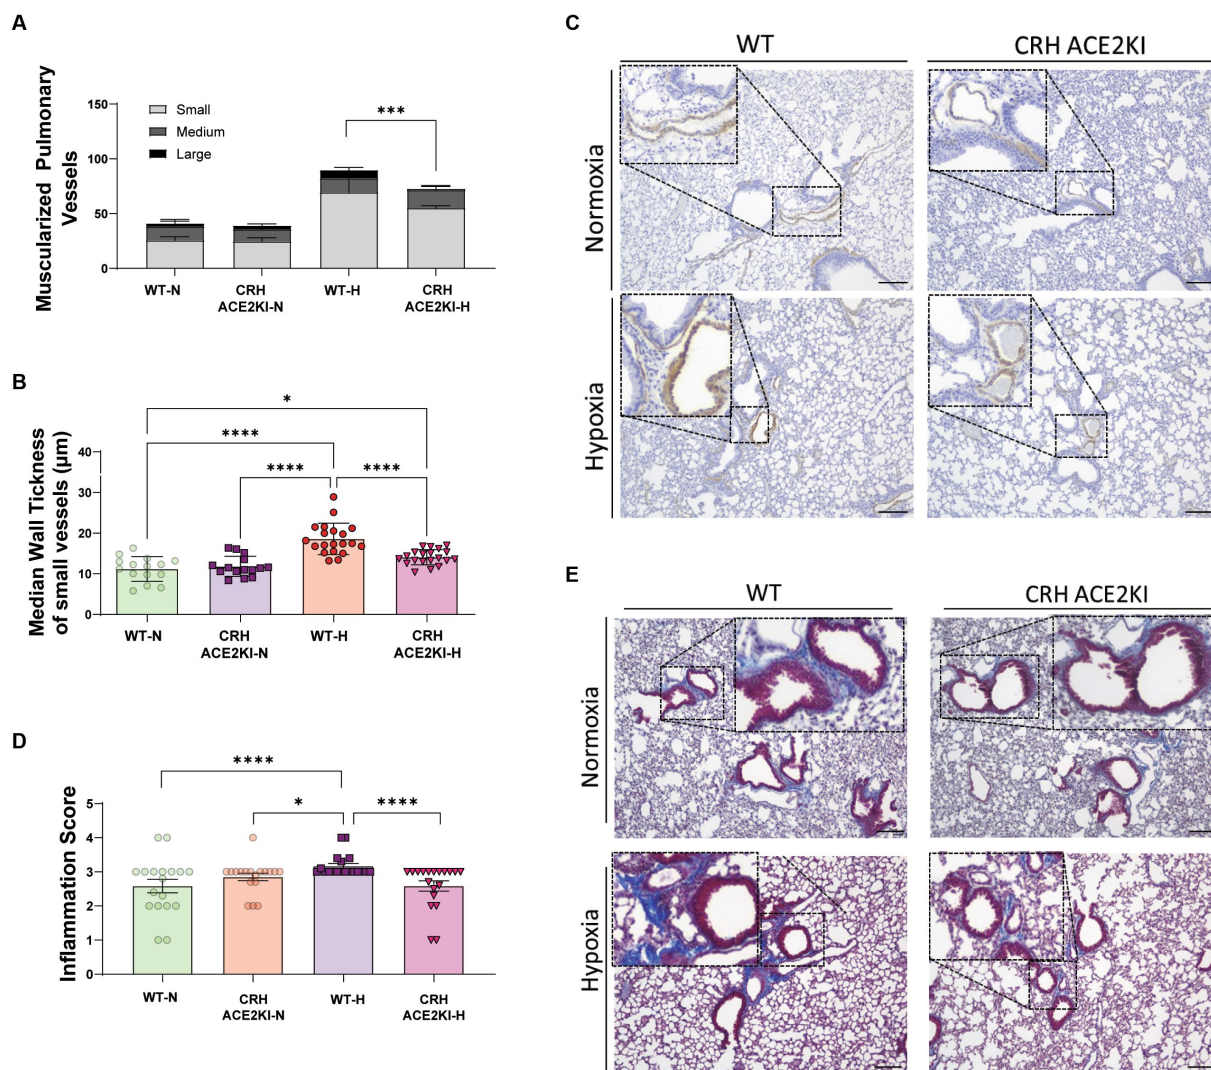 A
Muscularized Pulmonary
Vessels
150
100
50
0
Small
Medium
Large
***
WT-N
CRH
ACE2KI-N
WT-H
CRH
ACE2KI-H
B
Median Wall Tickness
of small vessels (µm)
40
30
20
10
0
*
****
****
****
WT-N
CRH
ACE2KI-N
WT-H
CRH
ACE2KI-H
D
Inflamation Score
5
4
3
2
1
0
****
*
****
WT-N
CRH
ACE2KI-N
WT-H
CRH
ACE2KI-H
C
WT
CRH ACE2KI
Normoxia
Hypoxia
E
WT
CRH ACE2KI
Normoxia
Hypoxia